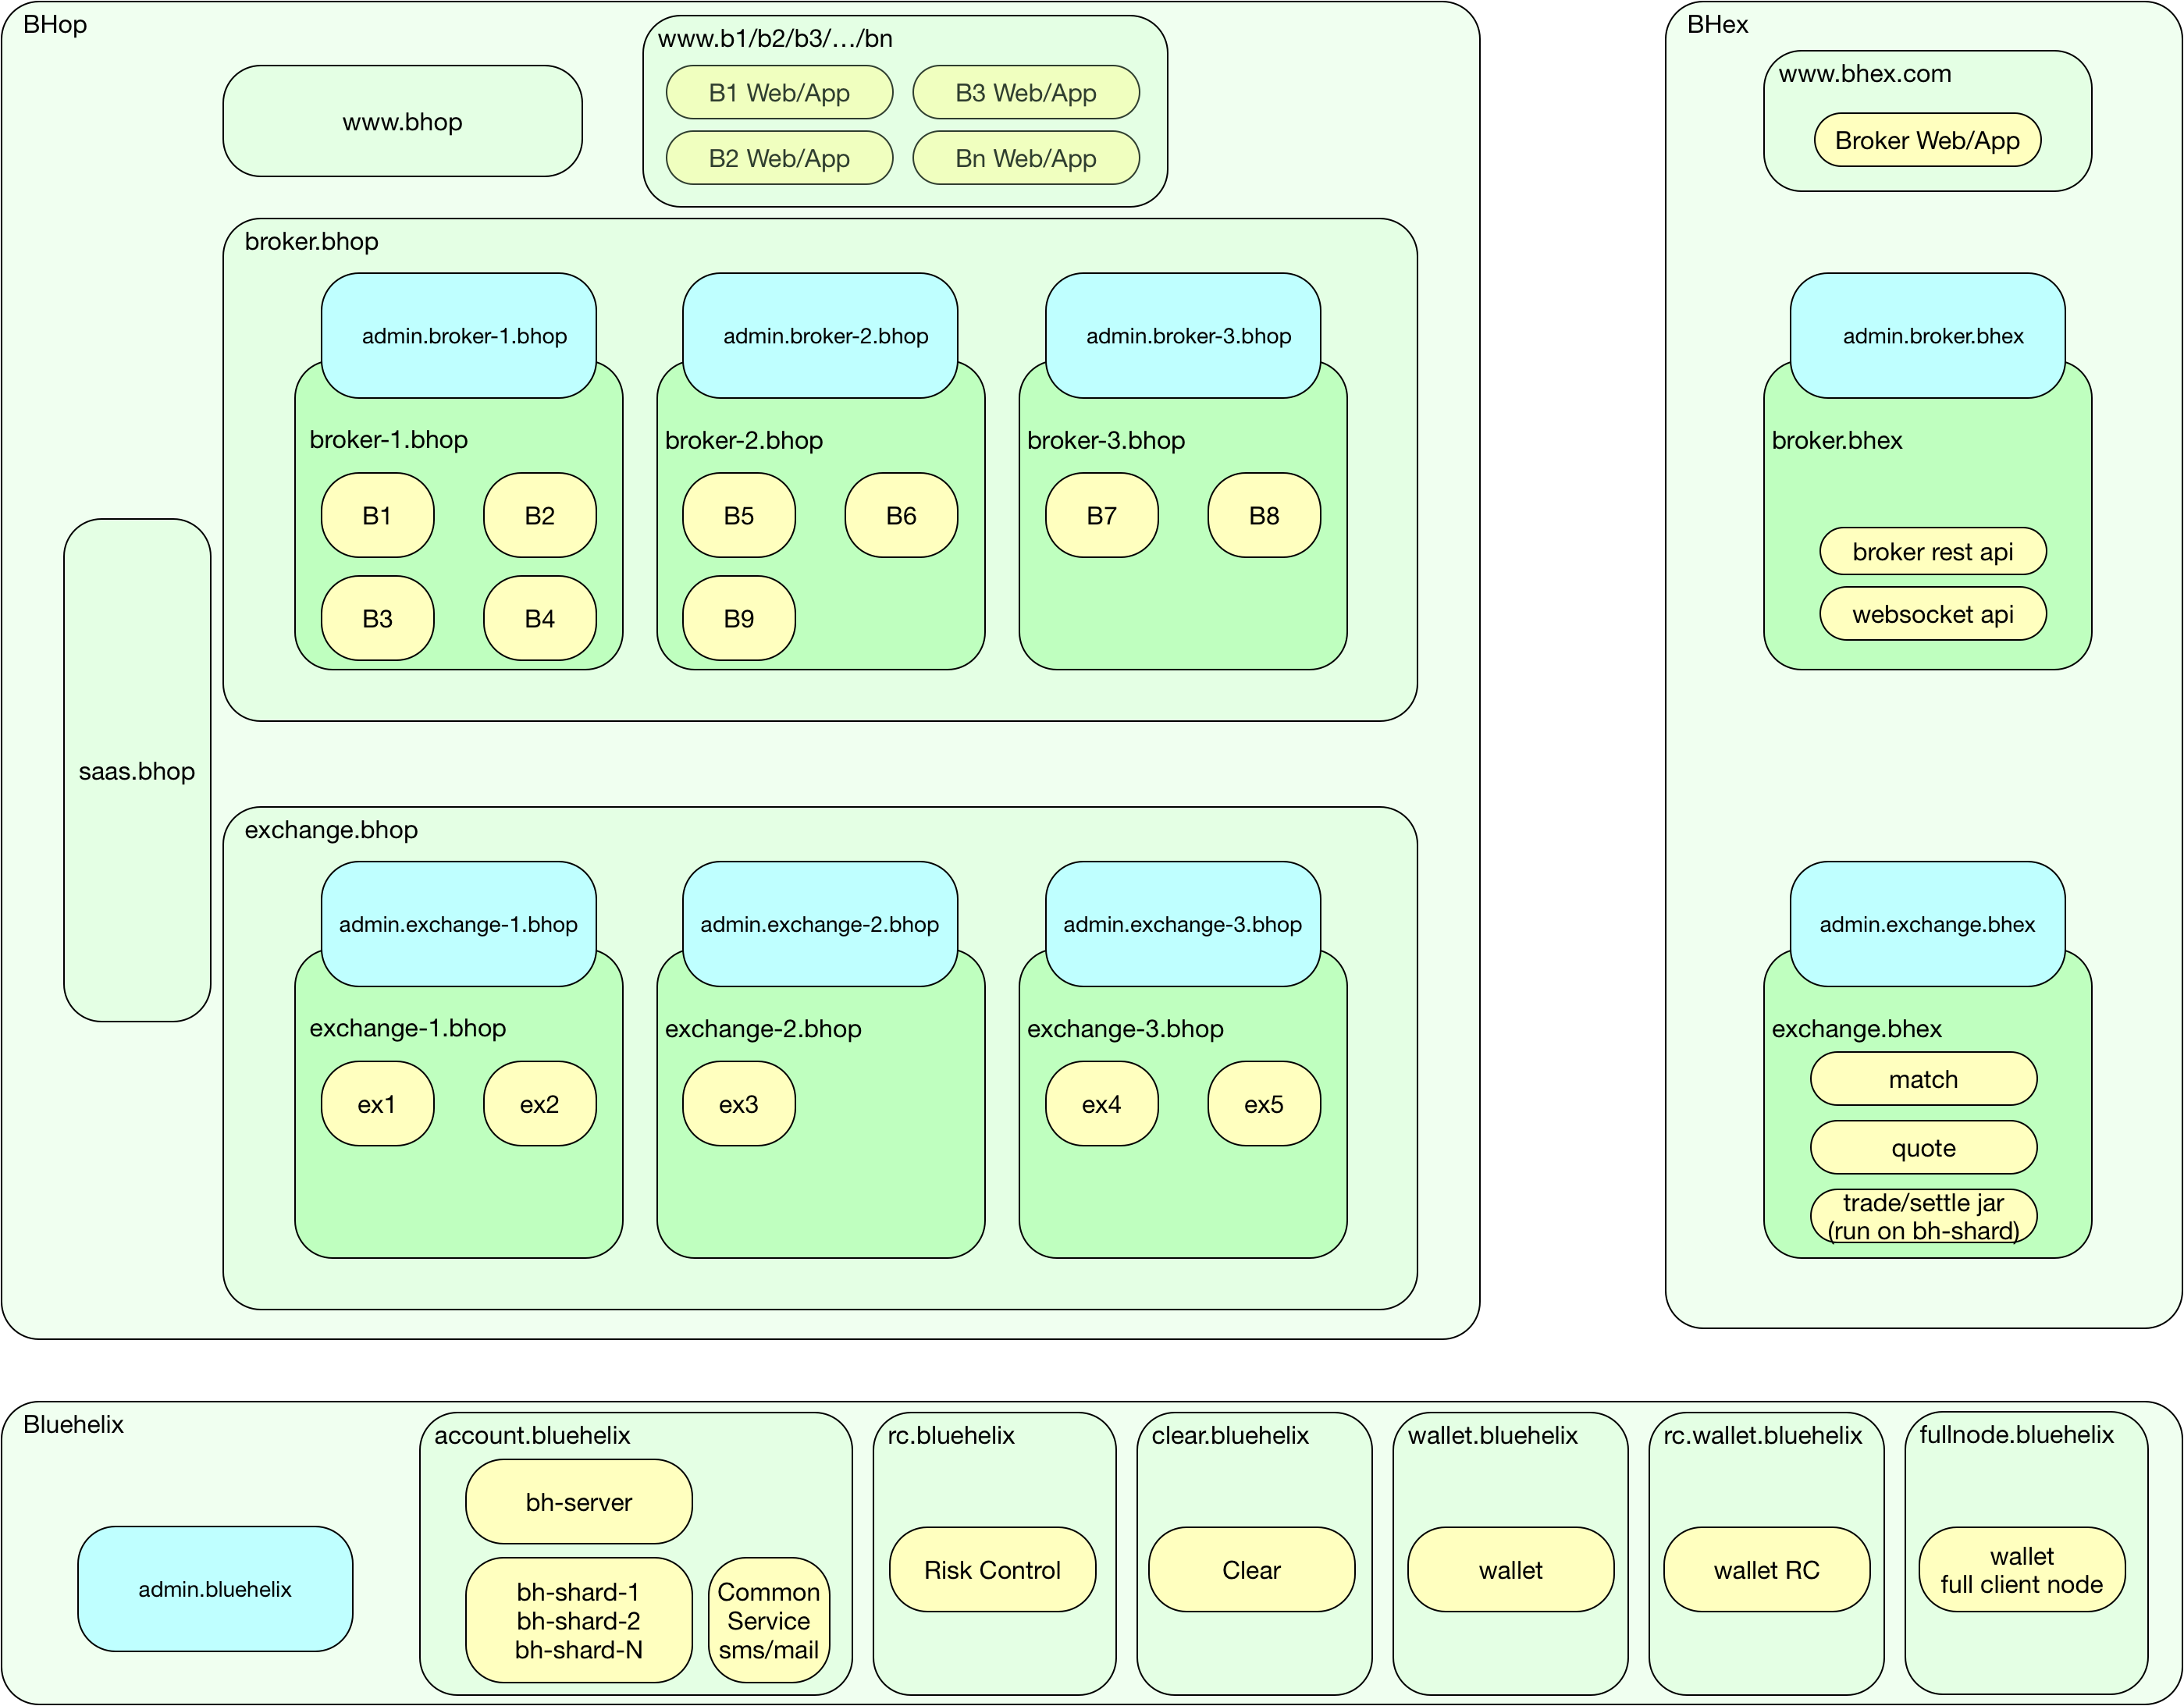 BHop
www.bhop
www.b1/b2/b3/.../bn
B1 Web/App
B3 Web/App
B2 Web/App
Bn Web/App
broker.bhop
admin.broker-1.bhop
admin.broker-2.bhop
admin.broker-3.bhop
broker-1.bhop
B1
B2
B3
B4
broker-2.bhop
B5
B6
B9
broker-3.bhop
B7
B8
saas.bhop
exchange.bhop
admin.exchange-1.bhop
admin.exchange-2.bhop
admin.exchange-3.bhop
exchange-1.bhop
ex1
ex2
exchange-2.bhop
ex3
exchange-3.bhop
ex4
ex5
BHex
www.bhex.com
Broker Web/App
admin.broker.bhex
broker.bhex
broker rest api
websocket api
admin.exchange.bhex
exchange.bhex
match
quote
trade/settle jar
(run on bh-shard)
Bluehelix
admin.bluehelix
account.bluehelix
bh-server
bh-shard-1
bh-shard-2
bh-shard-N
Common
Service
sms/mail
rc.bluehelix
Risk Control
clear.bluehelix
Clear
wallet.bluehelix
wallet
rc.wallet.bluehelix
wallet RC
fullnode.bluehelix
wallet
full client node